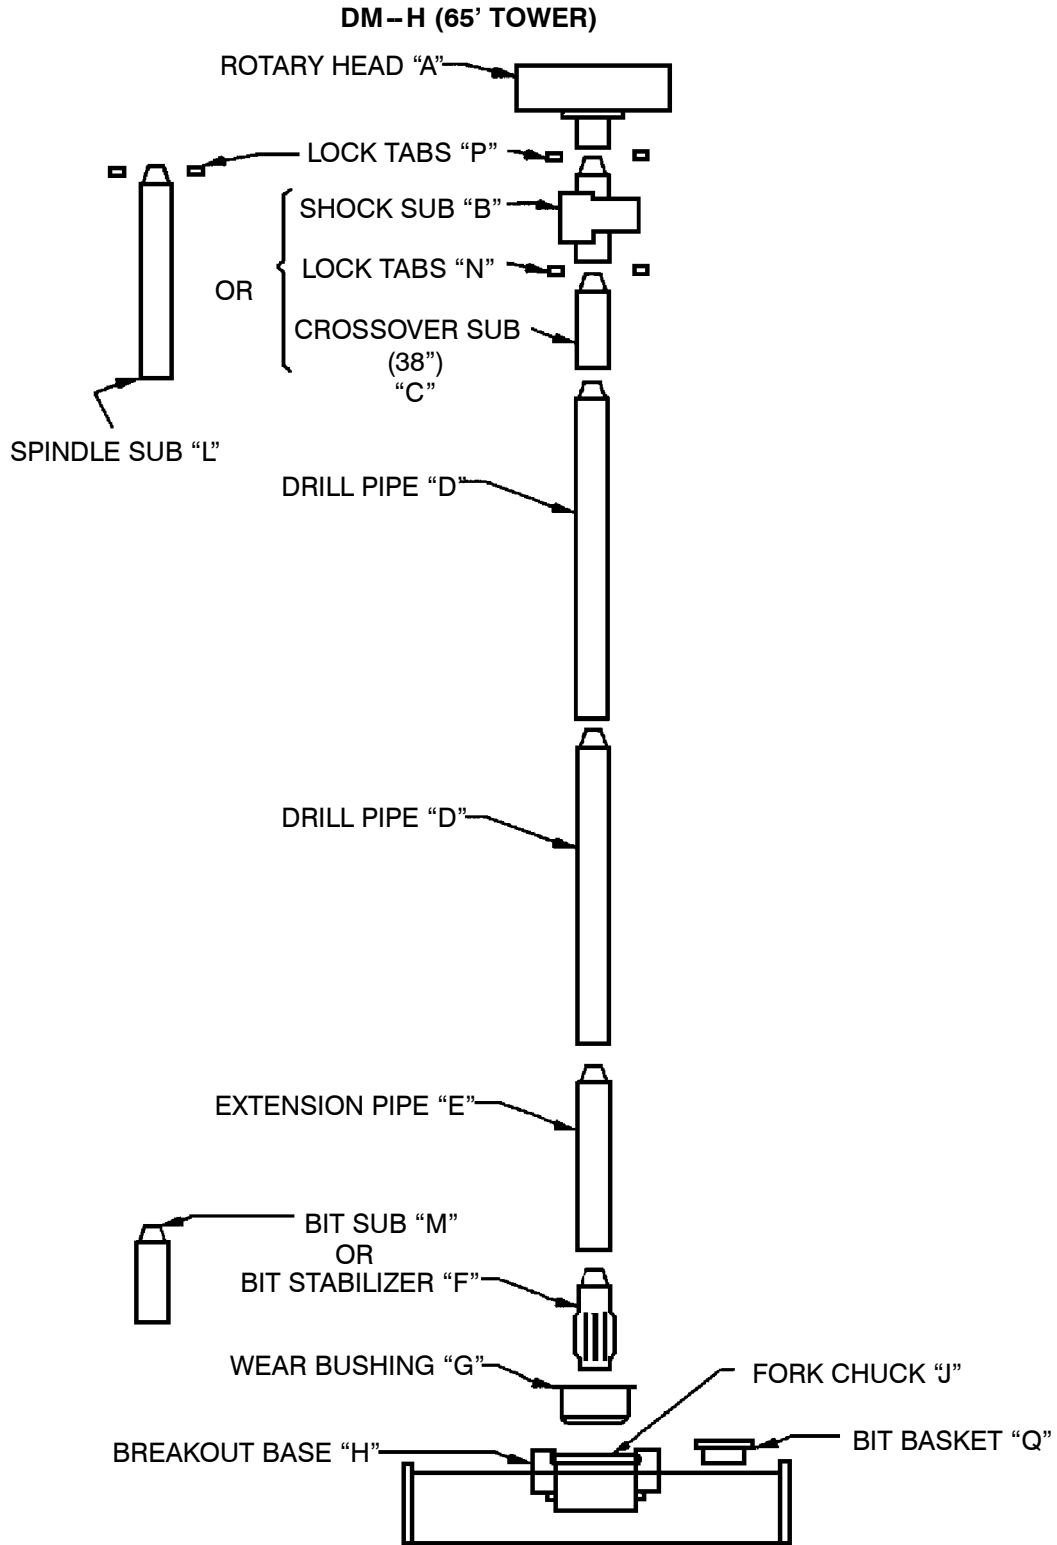 DM--H (65’ TOWER)
ROTARY HEAD “A”
LOCK TABS “P”
SHOCK SUB “B”
LOCK TABS “N”
OR
CROSSOVER SUB
(38”)
“C”
SPINDLE SUB “L”
DRILL PIPE “D”
DRILL PIPE “D”
EXTENSION PIPE “E”
BIT SUB “M”
OR
BIT STABILIZER “F”
WEAR BUSHING “G”
FORK CHUCK “J”
BREAKOUT BASE “H”
BIT BASKET “Q”